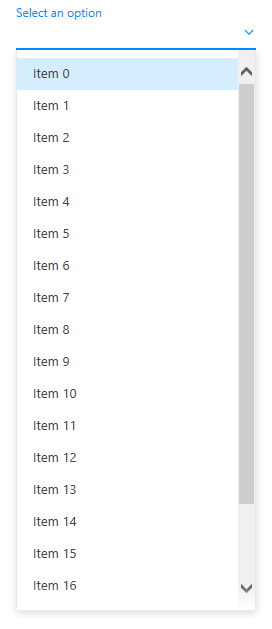 Select an option
Item 0
Item 1
Item 2
Item 3
Item 4
Item 5
Item 6
Item 7
Item 8
Item 9
Item 10
Item 11
Item 12
Item 13
Item 14
Item 15
Item 16